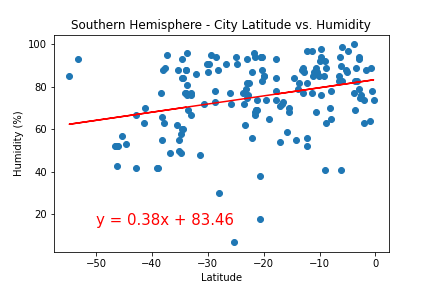 Southern Hemisphere - City Latitude vs. Humidity
100
80
60
40
20
Humidity (%)
y = 0.38x + 83.46
−50
−40
−30
−20
−10
0
Latitude